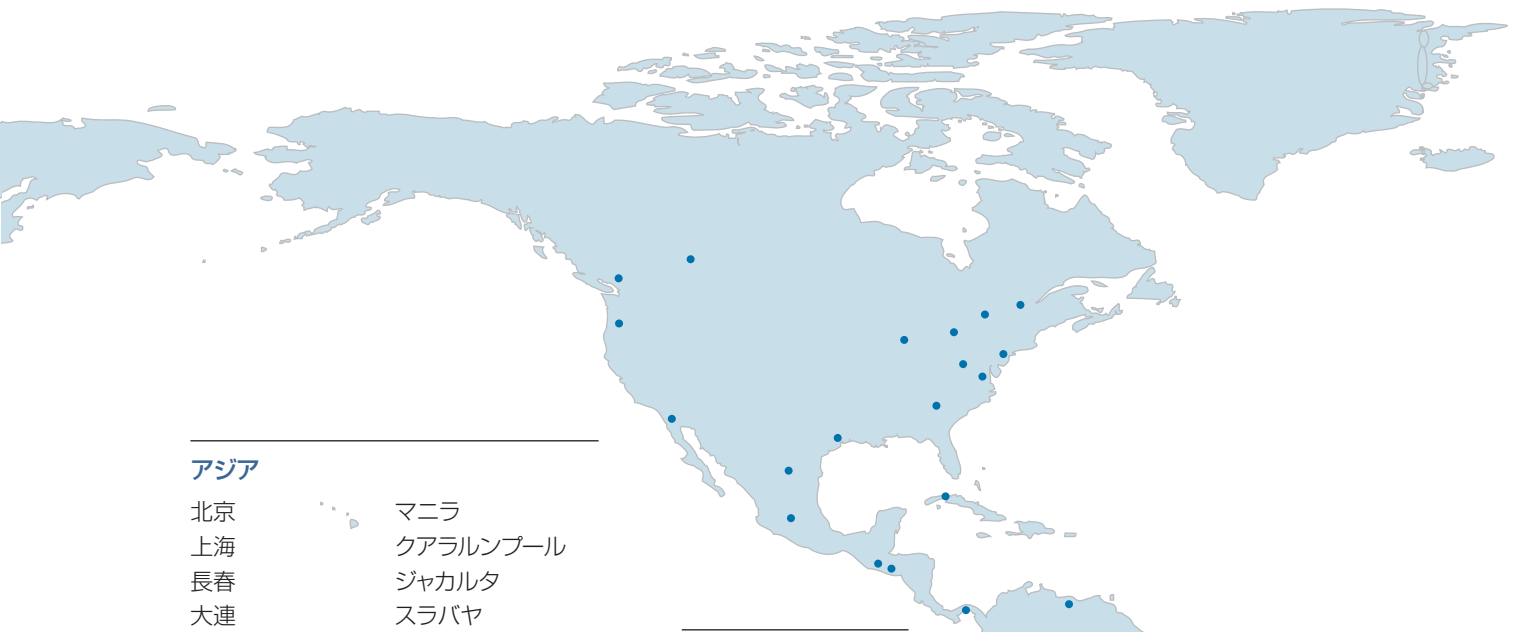 アジア
北京
上海
長春
大連
マニラ
クアラルンプール
ジャカルタ
スラバヤ